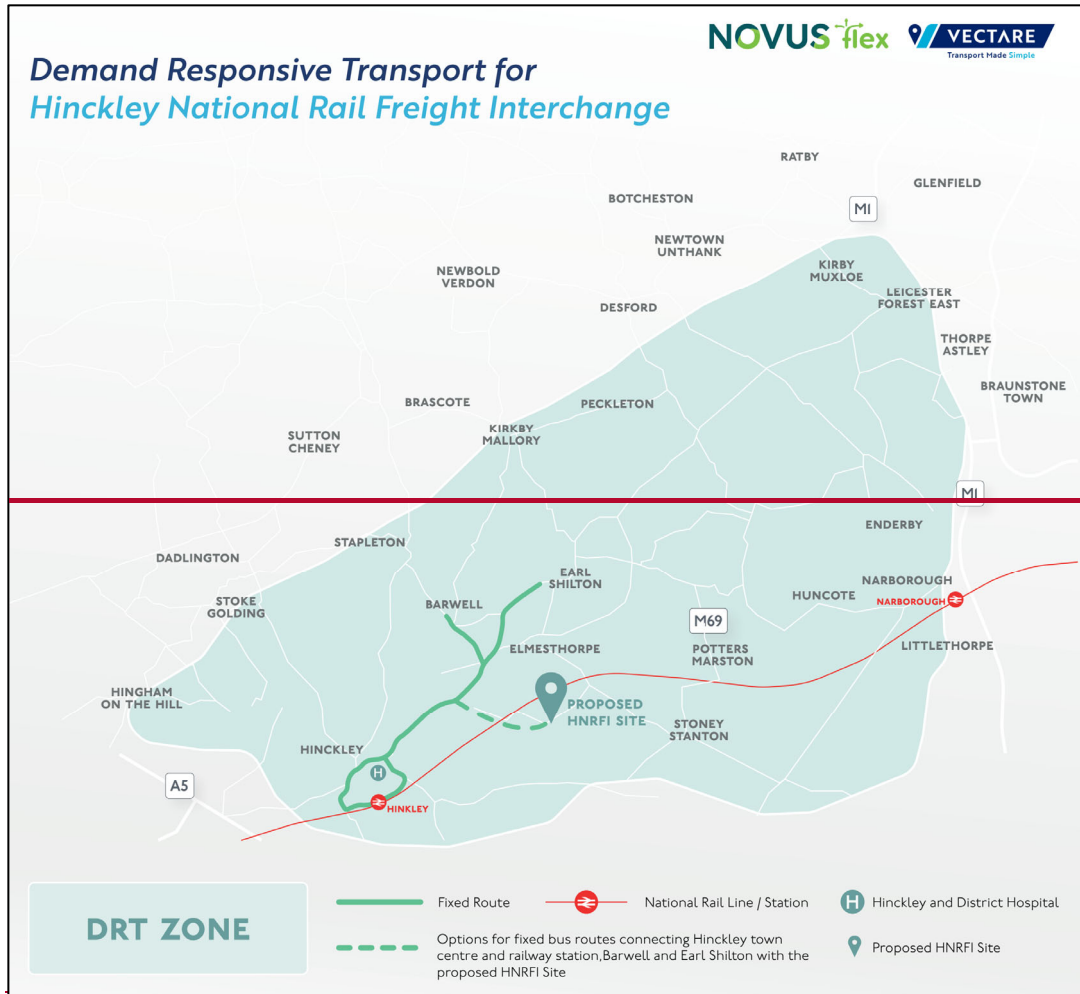 NOVUS flex
VECTARE
Transport Made Simple
Demand Responsive Transport for
Hinckley National Rail Freight Interchange
RATBY
GLENFIELD
BOTCHESTON
M1
NEWTOWN
UNTHANK
KIRBY
MUXLOE
NEWBOLD
VERDON
LEICESTER
FOREST EAST
DESFORD
THORPE
ASTLEY
BRAUNSTONE
TOWN
BRASCOTE
PECKLETON
KIRKBY
MALLORY
SUTTON
CHENEY
M1
ENDERBY
STAPLETON
DADLINGTON
EARL
SHILTON
NARBOROUGH
HUNCOTE
NARBOROUGH
STOKE
GOLDING
BARWELL
M69
ELMESTHORPE
POTTERS
MARSTON
LITTLETHORPE
HINGHAM
ON THE HILL
PROPOSED
HNRFI SITE
STONEY
STANTON
HINCKLEY
H
A5
HINKLEY
DRT ZONE
Fixed Route
National Rail Line / Station
H
Hinckley and District Hospital
Options for fixed bus routes connecting Hinckley town
centre and railway station,Barwell and Earl Shilton with the
proposed HNRFI Site
Proposed HNRFI Site